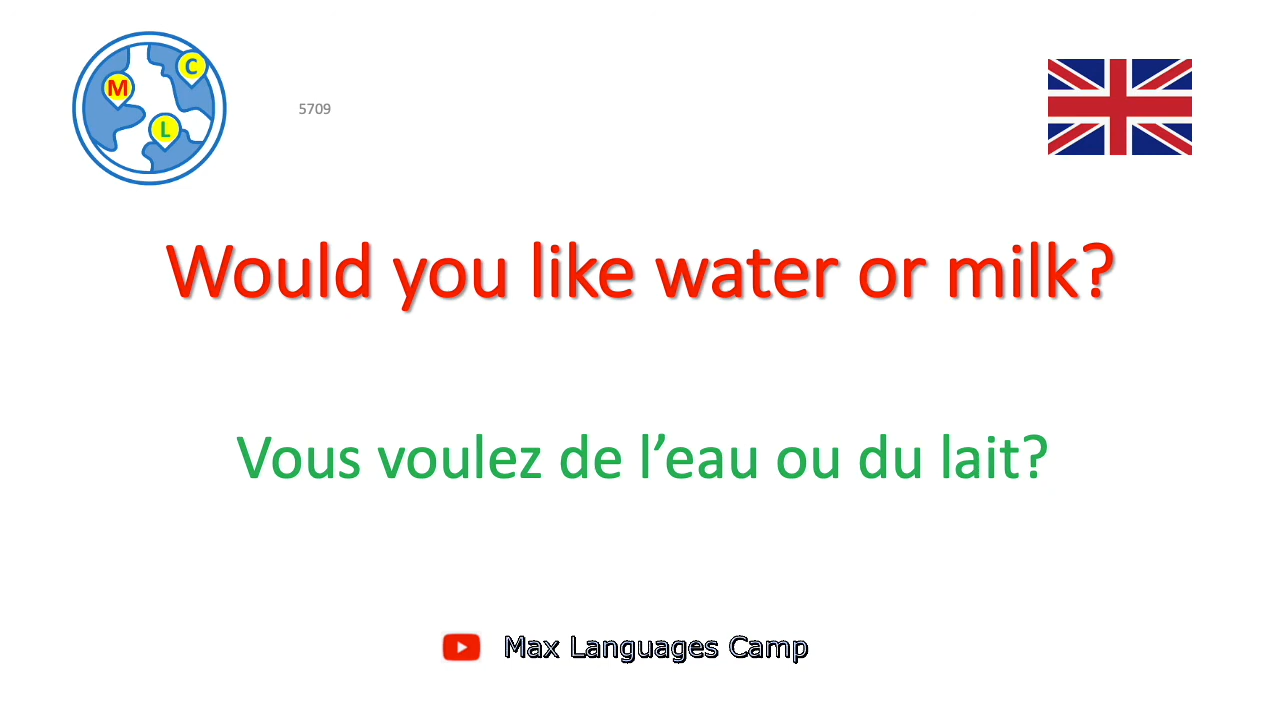 M
C
L
5709
Would you like water or milk?
Vous voulez de l’eau ou du lait?
Max Languages Camp